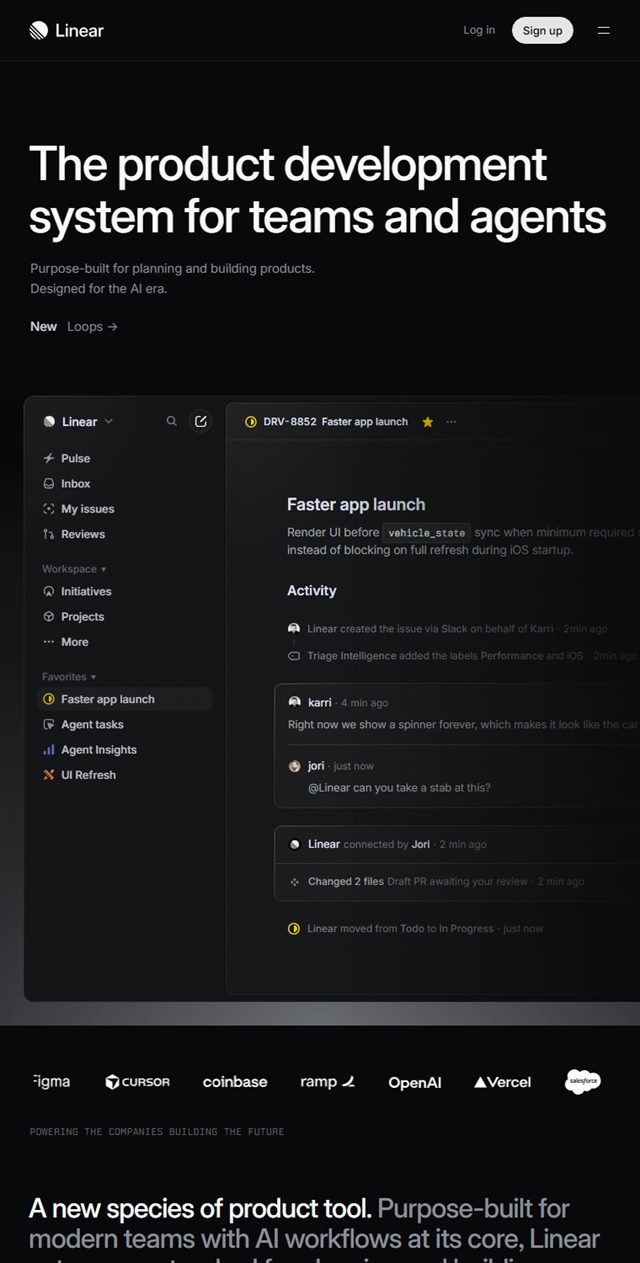 Linear
Log in
Sign up
The product development
system for teams and agents
Purpose-built for planning and building products.
Designed for the AI era.
New Loops →
Linear
DRV-8852 Faster app launch
Pulse
Inbox
My issues
Reviews
Workspace
Initiatives
Projects
More
Favorites
Faster app launch
Agent tasks
Agent Insights
UI Refresh
Faster app launch
Render UI before vehicle_state sync when minimum required
instead of blocking on full refresh during iOS startup.
Activity
Linear created the issue via Slack on behalf of Karri · 2min ago
Triage Intelligence added the labels Performance and iOS · 2min ago
karri · 4 min ago
Right now we show a spinner forever, which makes it look like the car
jori · just now
@Linear can you take a stab at this?
Linear connected by Jori · 2 min ago
Changed 2 files Draft PR awaiting your review · 2 min ago
Linear moved from Todo to In Progress · just now
Figma
CURSOR
coinbase
ramp
OpenAI
Vercel
salesforce
POWERING THE COMPANIES BUILDING THE FUTURE
A new species of product tool. Purpose-built for
modern teams with AI workflows at its core, Linear